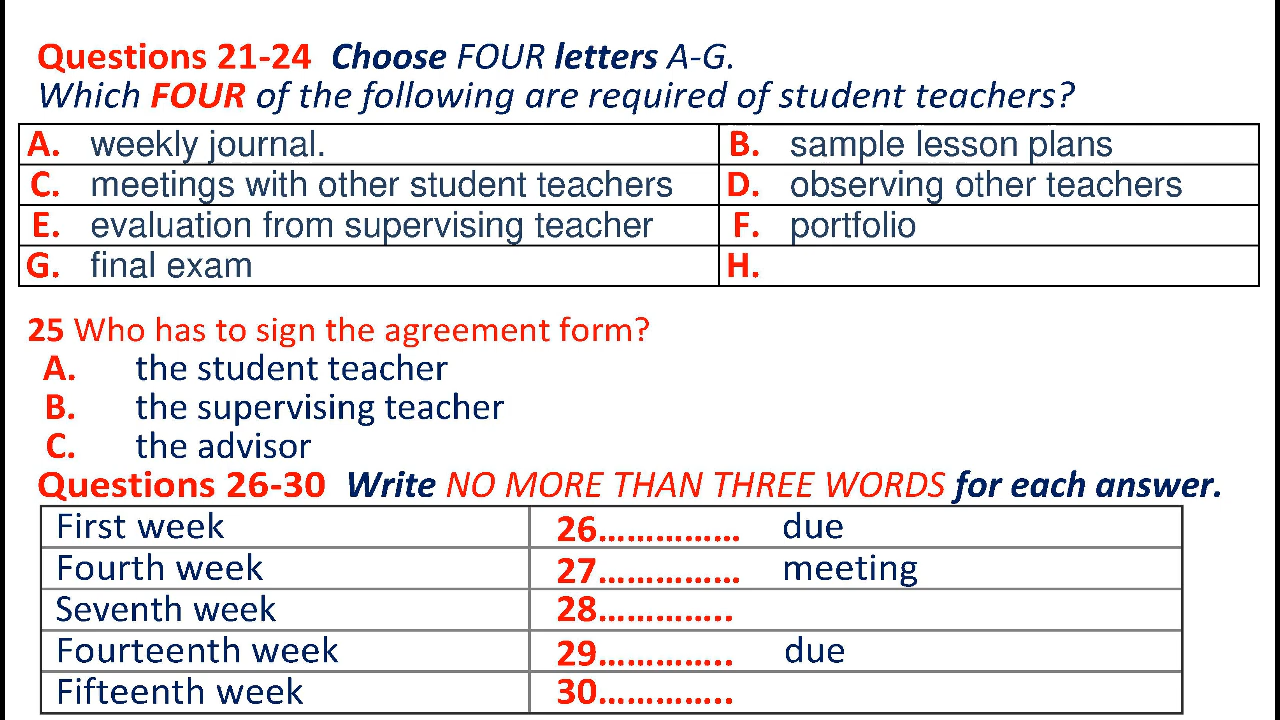 Questions 21-24 Choose FOUR letters A-G.
Which FOUR of the following are required of student teachers?
A. weekly journal. B. sample lesson plans
C. meetings with other student teachers D. observing other teachers
E. evaluation from supervising teacher F. portfolio
G. final exam H.
25 Who has to sign the agreement form?
A. the student teacher
B. the supervising teacher
C. the advisor
Questions 26-30 Write NO MORE THAN THREE WORDS for each answer.
First week 26............... due
Fourth week 27............... meeting
Seventh week 28..............
Fourteenth week 29.............. due
Fifteenth week 30..............